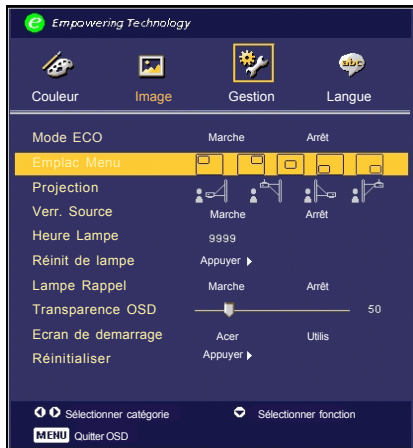 e Empowering Technology
abc
Couleur Image Gestion Langue
Mode ECO Marche Arrêt
Emplac Menu
Projection
Verr. Source Marche Arrêt
Heure Lampe 9999
Réinit de lampe Appuyer
Lampe Rappel Marche Arrêt
Transparence OSD 50
Ecran de demarrage Acer Utilis
Réinitialiser Appuyer
Sélectionner catégorie Sélectionner fonction
MENU Quitter OSD